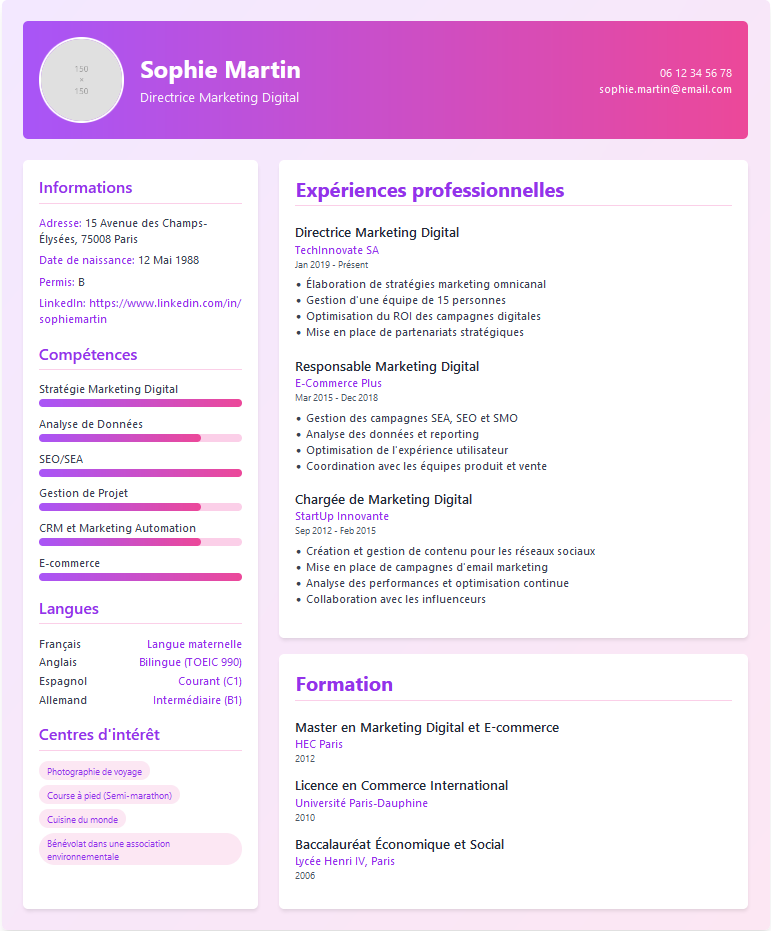 150
×
150
Sophie Martin
Directrice Marketing Digital
06 12 34 56 78
sophie.martin@email.com
Informations
Adresse: 15 Avenue des Champs-
Élysées, 75008 Paris
Date de naissance: 12 Mai 1988
Permis: B
LinkedIn: https://www.linkedin.com/in/
sophiemartin
Compétences
Stratégie Marketing Digital
Analyse de Données
SEO/SEA
Gestion de Projet
CRM et Marketing Automation
E-commerce
Langues
Français Langue maternelle
Anglais Bilingue (TOEIC 990)
Espagnol Courant (C1)
Allemand Intermédiaire (B1)
Centres d'intérêt
Photographie de voyage
Course à pied (Semi-marathon)
Cuisine du monde
Bénévolat dans une association
environnementale
Expériences professionnelles
Directrice Marketing Digital
TechInnovate SA
Jan 2019 - Présent
• Élaboration de stratégies marketing omnicanal
• Gestion d'une équipe de 15 personnes
• Optimisation du ROI des campagnes digitales
• Mise en place de partenariats stratégiques
Responsable Marketing Digital
E-Commerce Plus
Mar 2015 - Dec 2018
• Gestion des campagnes SEA, SEO et SMO
• Analyse des données et reporting
• Optimisation de l'expérience utilisateur
• Coordination avec les équipes produit et vente
Chargée de Marketing Digital
StartUp Innovante
Sep 2012 - Feb 2015
• Création et gestion de contenu pour les réseaux sociaux
• Mise en place de campagnes d'email marketing
• Analyse des performances et optimisation continue
• Collaboration avec les influenceurs
Formation
Master en Marketing Digital et E-commerce
HEC Paris
2012
Licence en Commerce International
Université Paris-Dauphine
2010
Baccalauréat Économique et Social
Lycée Henri IV, Paris
2006